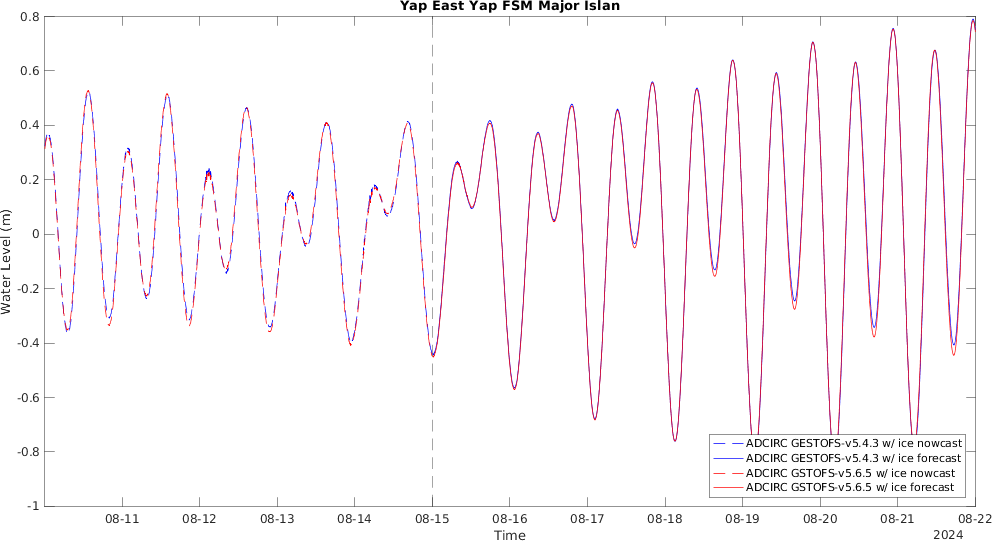 Yap East Yap FSM Major Islan
Water Level (m)
0.8
0.6
0.4
0.2
0
-0.2
-0.4
-0.6
-0.8
-1
ADCIRC GESTOFS-v5.4.3 w/ ice nowcast
ADCIRC GESTOFS-v5.4.3 w/ ice forecast
ADCIRC GSTOFS-v5.6.5 w/ ice nowcast
ADCIRC GSTOFS-v5.6.5 w/ ice forecast
08-11 08-12 08-13 08-14 08-15 08-16 08-17 08-18 08-19 08-20 08-21 08-22
Time
2024